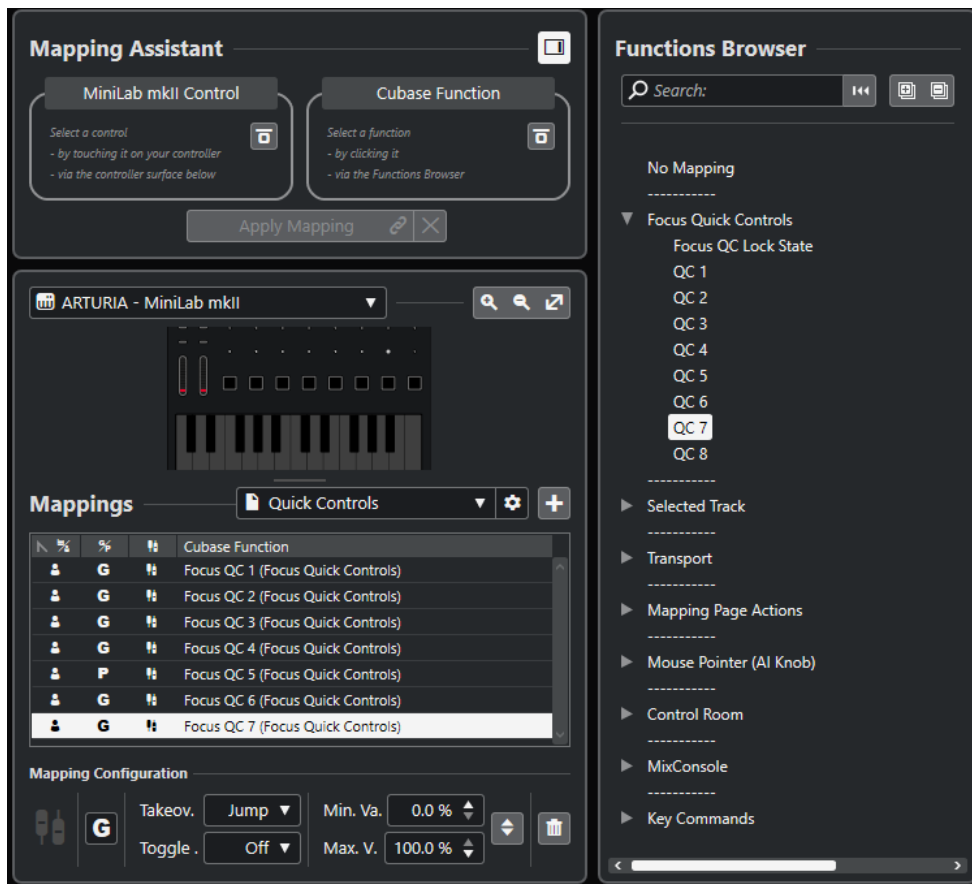 Mapping Assistant
MiniLab mkII Control
Select a control
- by touching it on your controller
- via the controller surface below
Cubase Function
Select a function
- by clicking it
- via the Functions Browser
Apply Mapping
ARTURIA - MiniLab mkII
Mappings
Quick Controls
Cubase Function
G Focus QC 1 (Focus Quick Controls)
G Focus QC 2 (Focus Quick Controls)
G Focus QC 3 (Focus Quick Controls)
G Focus QC 4 (Focus Quick Controls)
P Focus QC 5 (Focus Quick Controls)
G Focus QC 6 (Focus Quick Controls)
G Focus QC 7 (Focus Quick Controls)
Mapping Configuration
G
Takeov. Jump Min. Va. 0.0 %
Toggle . Off Max. V. 100.0 %
Functions Browser
Search:
No Mapping
-----------
Focus Quick Controls
Focus QC Lock State
QC 1
QC 2
QC 3
QC 4
QC 5
QC 6
QC 7
QC 8
-----------
Selected Track
-----------
Transport
-----------
Mapping Page Actions
-----------
Mouse Pointer (AI Knob)
-----------
Control Room
-----------
MixConsole
-----------
Key Commands